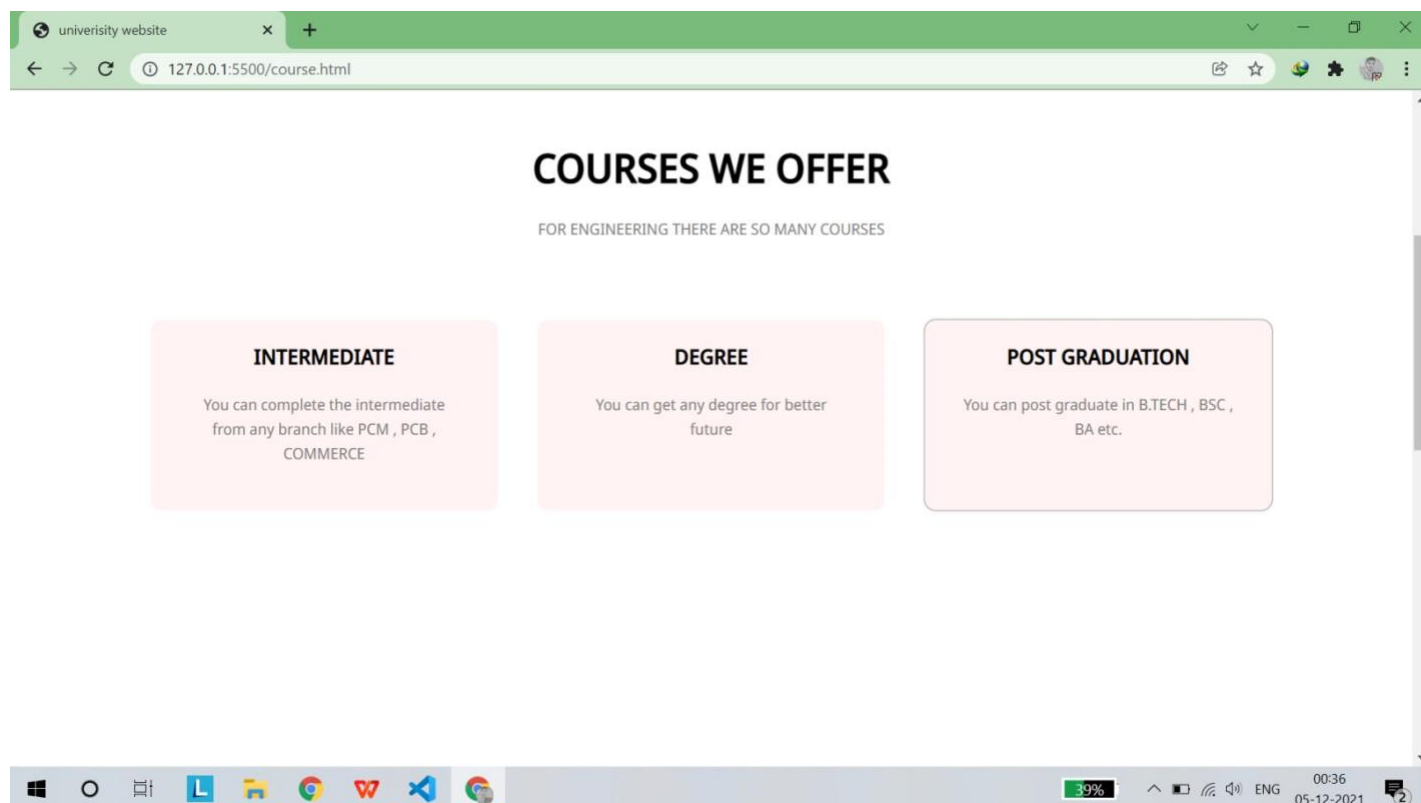 univerisity website
127.0.0.1:5500/course.html
COURSES WE OFFER
FOR ENGINEERING THERE ARE SO MANY COURSES
INTERMEDIATE
You can complete the intermediate
from any branch like PCM , PCB ,
COMMERCE
DEGREE
You can get any degree for better
future
POST GRADUATION
You can post graduate in B.TECH , BSC ,
BA etc.
L
39%
ENG
00:36
05-12-2021
2